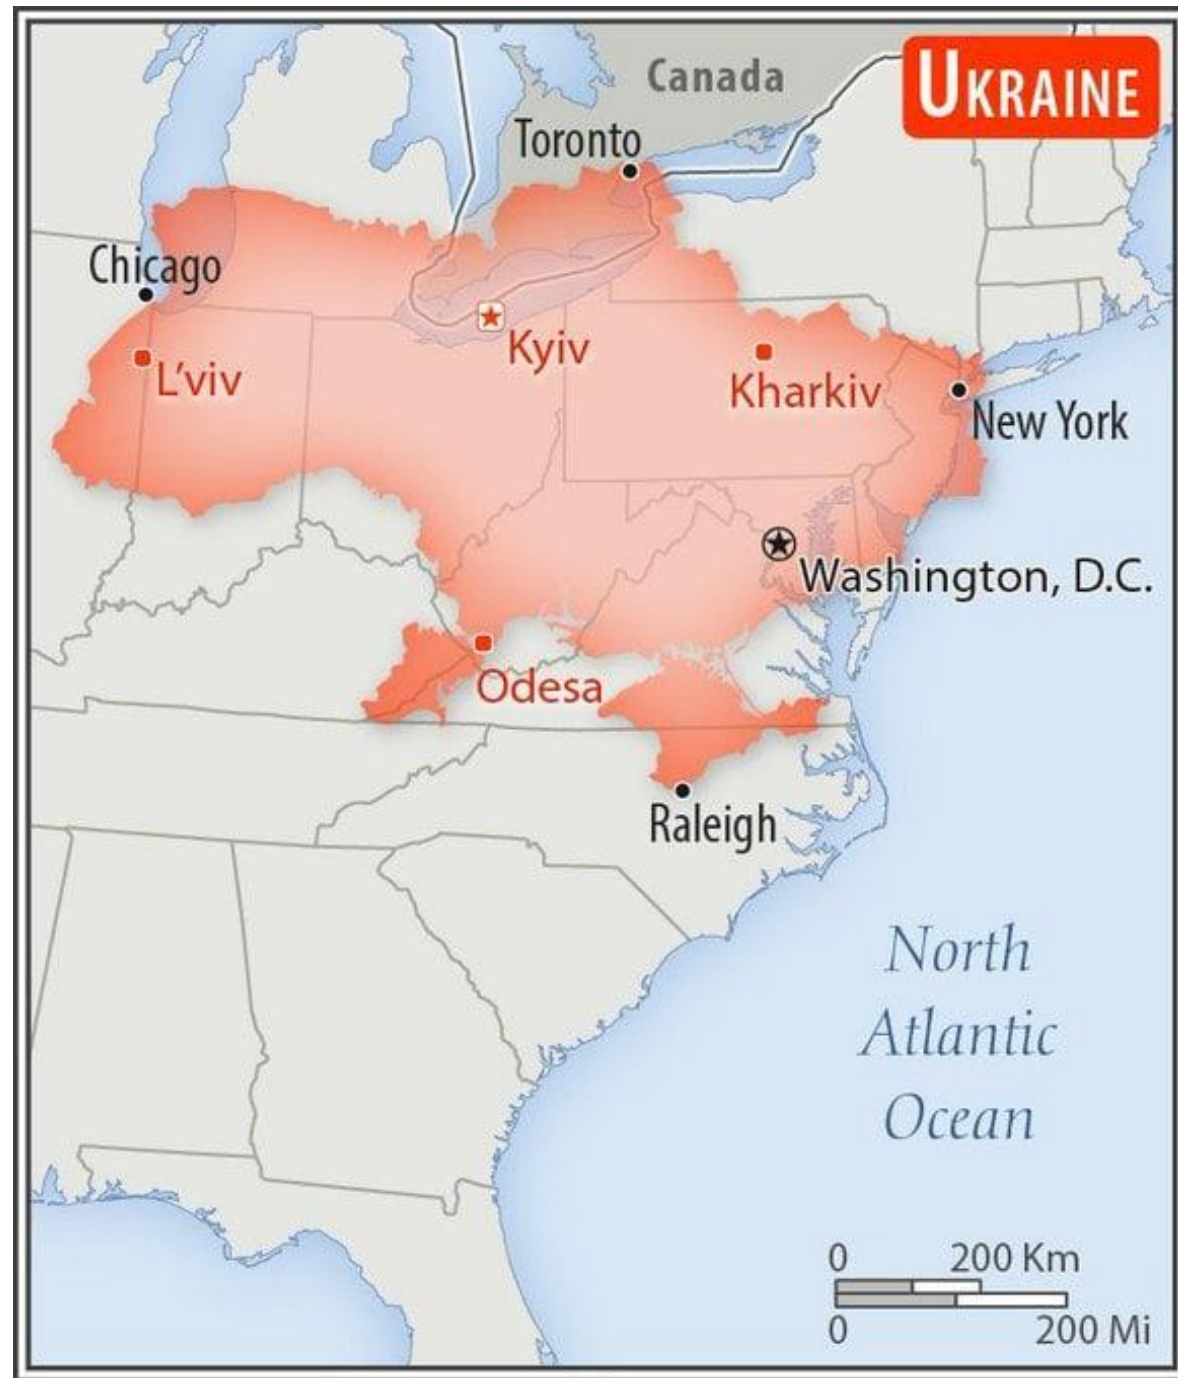 UKRAINE
Canada
Toronto
Chicago
Kyiv
L'viv
Kharkiv
New York
Washington, D.C.
Odesa
Raleigh
North
Atlantic
Ocean
0 200 Km
0 200 Mi